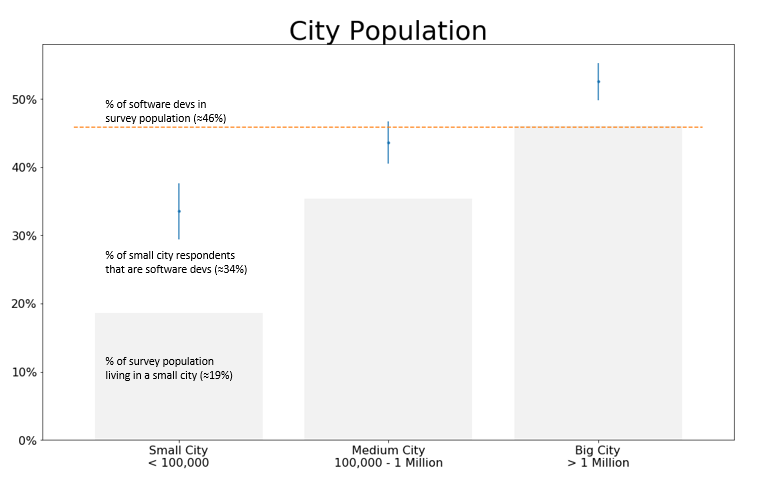 City Population
50%
% of software devs in
survey population (≈46%)
40%
30%
% of small city respondents
that are software devs (≈34%)
20%
% of survey population
living in a small city (≈19%)
10%
0%
Small City
< 100,000
Medium City
100,000 - 1 Million
Big City
> 1 Million